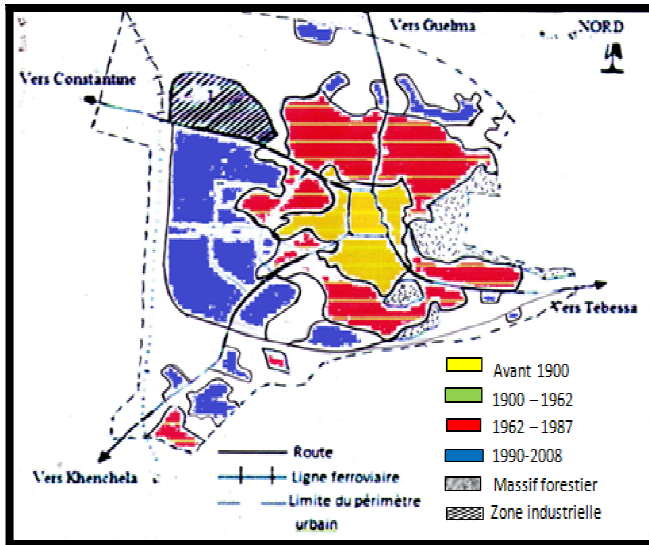 Vers Guelma
NORD
Vers Constantine
Vers Tebessa
Avant 1900
1900 – 1962
1962 – 1987
1990-2008
Massif forestier
Zone industrielle
Route
Ligne ferroviaire
Limite du périmètre
urbain
Vers Khenchela